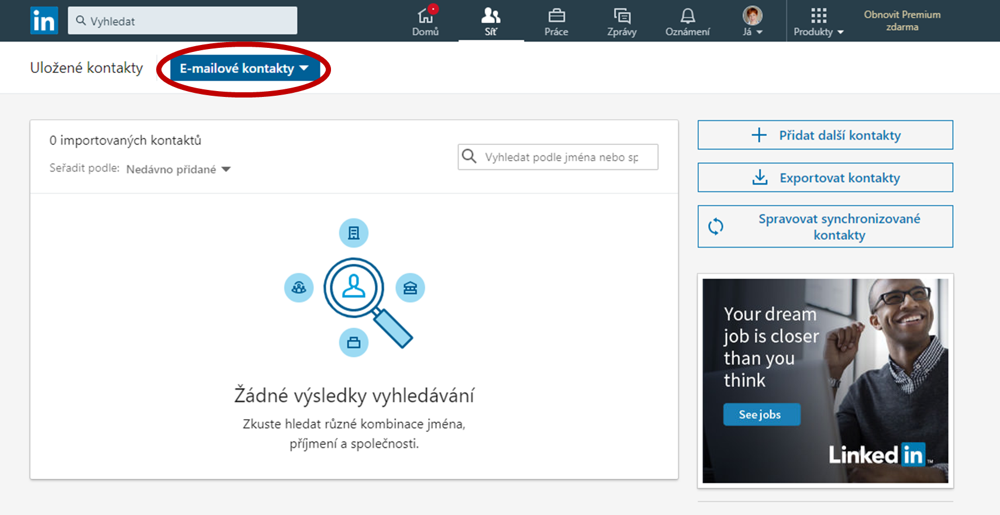 in
Vyhledat
Domů
Síť
Práce
Zprávy
Oznámení
Já
Produkty
Obnovit Premium
zdarma
Uložené kontakty
E-mailové kontakty
0 importovaných kontaktů
Seřadit podle: Nedávno přidané
Vyhledat podle jména nebo sp
Žádné výsledky vyhledávání
Zkuste hledat různé kombinace jména,
příjmení a společnosti.
Přidat další kontakty
Exportovat kontakty
Spravovat synchronizované
kontakty
Your dream
job is closer
than you
think
See jobs
Linked in ™